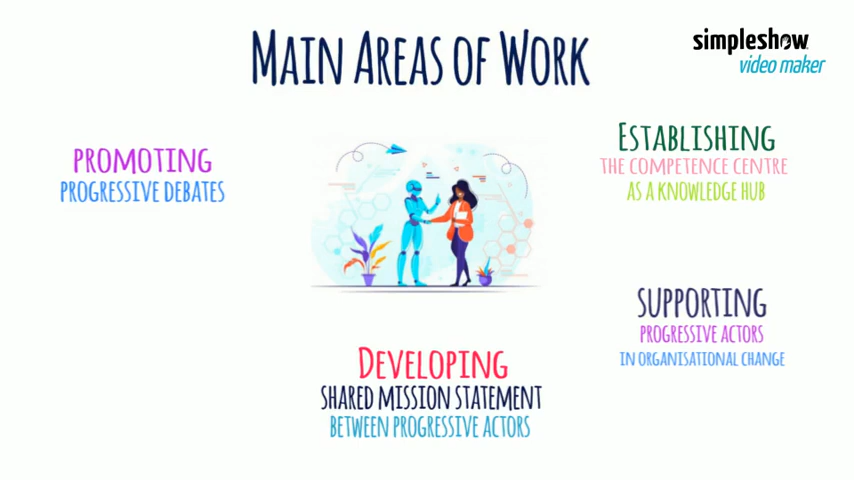 MAIN AREAS OF WORK
simpleshow
video maker
PROMOTING
PROGRESSIVE DEBATES
ESTABLISHING
THE COMPETENCE CENTRE
AS A KNOWLEDGE HUB
SUPPORTING
PROGRESSIVE ACTORS
IN ORGANISATIONAL CHANGE
DEVELOPING
SHARED MISSION STATEMENT
BETWEEN PROGRESSIVE ACTORS